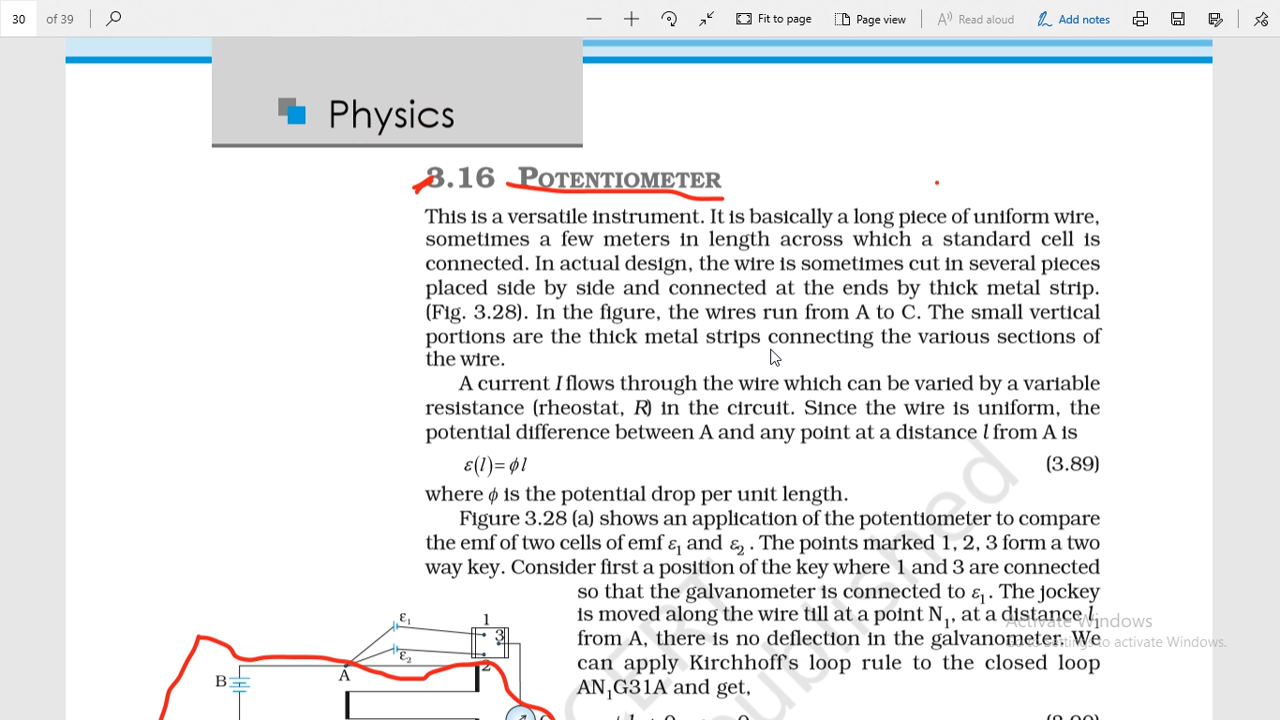 30 of 39 Fit to page Page view Read aloud Add notes
Physics
3.16 POTENTIOMETER
This is a versatile instrument. It is basically a long piece of uniform wire,
sometimes a few meters in length across which a standard cell is
connected. In actual design, the wire is sometimes cut in several pieces
placed side by side and connected at the ends by thick metal strip.
(Fig. 3.28). In the figure, the wires run from A to C. The small vertical
portions are the thick metal strips connecting the various sections of
the wire.
A current I flows through the wire which can be varied by a variable
resistance (rheostat, R) in the circuit. Since the wire is uniform, the
potential difference between A and any point at a distance l from A is
ε(l)= ϕl (3.89)
where ϕ is the potential drop per unit length.
Figure 3.28 (a) shows an application of the potentiometer to compare
the emf of two cells of emf ε₁ and ε₂ . The points marked 1, 2, 3 form a two
way key. Consider first a position of the key where 1 and 3 are connected
so that the galvanometer is connected to ε₁ . The jockey
is moved along the wire till at a point N₁, at a distance l₁
from A, there is no deflection in the galvanometer. We
can apply Kirchhoff's loop rule to the closed loop
AN₁G31A and get,
ε₁
1
3
ε₂
2
A
B
Activate Windows
Go to Settings to activate Windows.